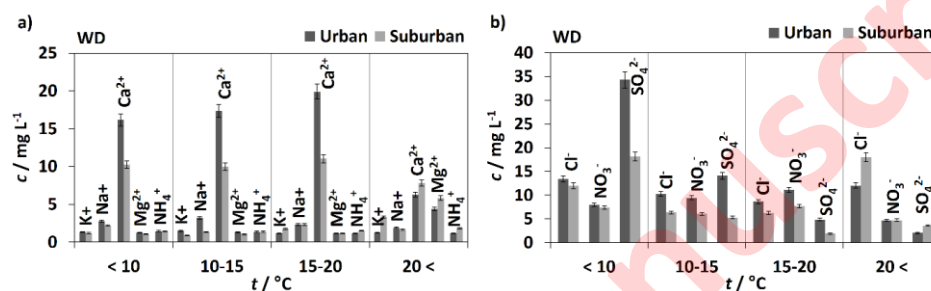 a)
WD
Urban Suburban
25
20
15
10
5
0
c / mg L⁻¹
K+ Na+ Ca²⁺ Mg²⁺ NH₄⁺
K+ Na+ Ca²⁺ Mg²⁺ NH₄⁺
K+ Na+ Ca²⁺ Mg²⁺ NH₄⁺
K+ Na+ Ca²⁺ Mg²⁺ NH₄⁺
< 10 10-15 15-20 20 <
t / °C
b)
WD
Urban Suburban
40
35
30
25
20
15
10
5
0
c / mg L⁻¹
Cl⁻ NO₃⁻ SO₄²⁻
Cl⁻ NO₃⁻ SO₄²⁻
Cl⁻ NO₃⁻ SO₄²⁻
Cl⁻ NO₃⁻ SO₄²⁻
< 10 10-15 15-20 20 <
t / °C
nuscr